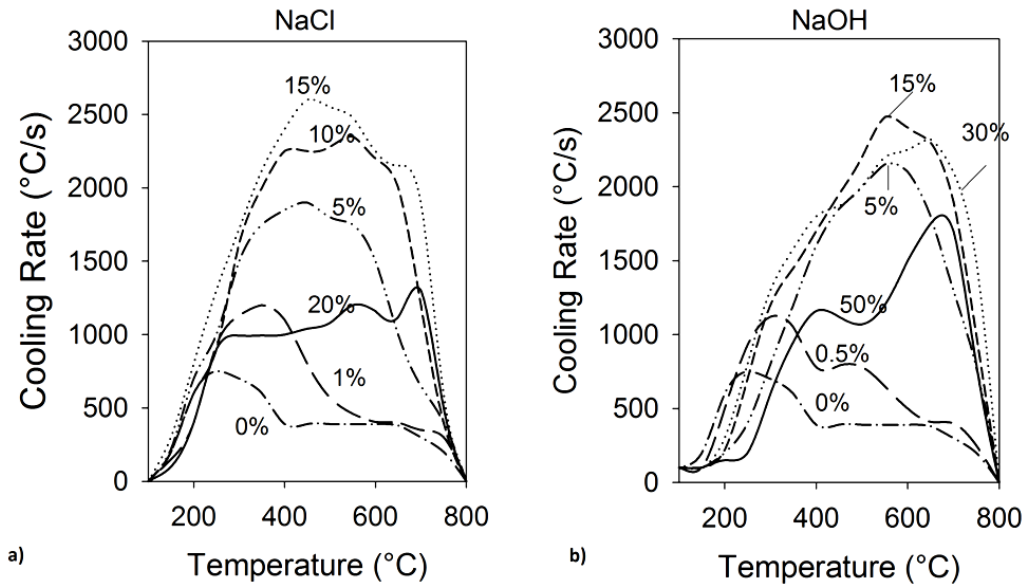 NaCl
3000
2500
2000
1500
1000
500
0
Cooling Rate (°C/s)
15%
10%
5%
20%
1%
0%
200 400 600 800
Temperature (°C)
a)
NaOH
3000
2500
2000
1500
1000
500
0
Cooling Rate (°C/s)
15%
30%
5%
50%
0.5%
0%
200 400 600 800
Temperature (°C)
b)